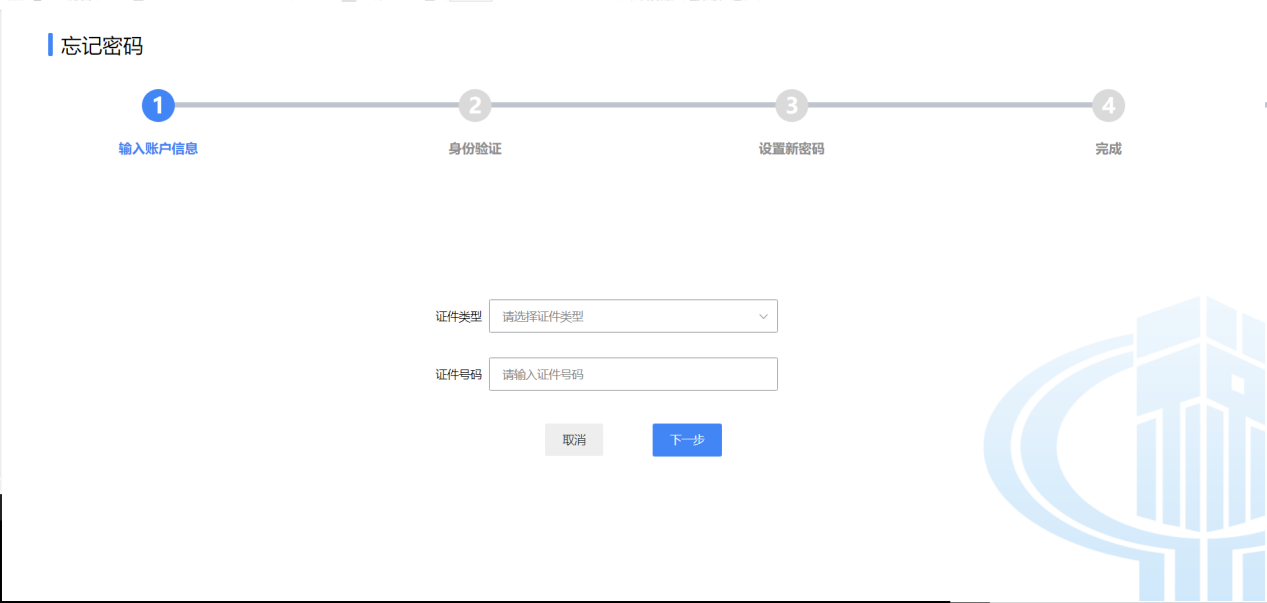 忘记密码
1 2 3 4
输入账户信息 身份验证 设置新密码 完成
证件类型 请选择证件类型
证件号码 请输入证件号码
取消 下一步